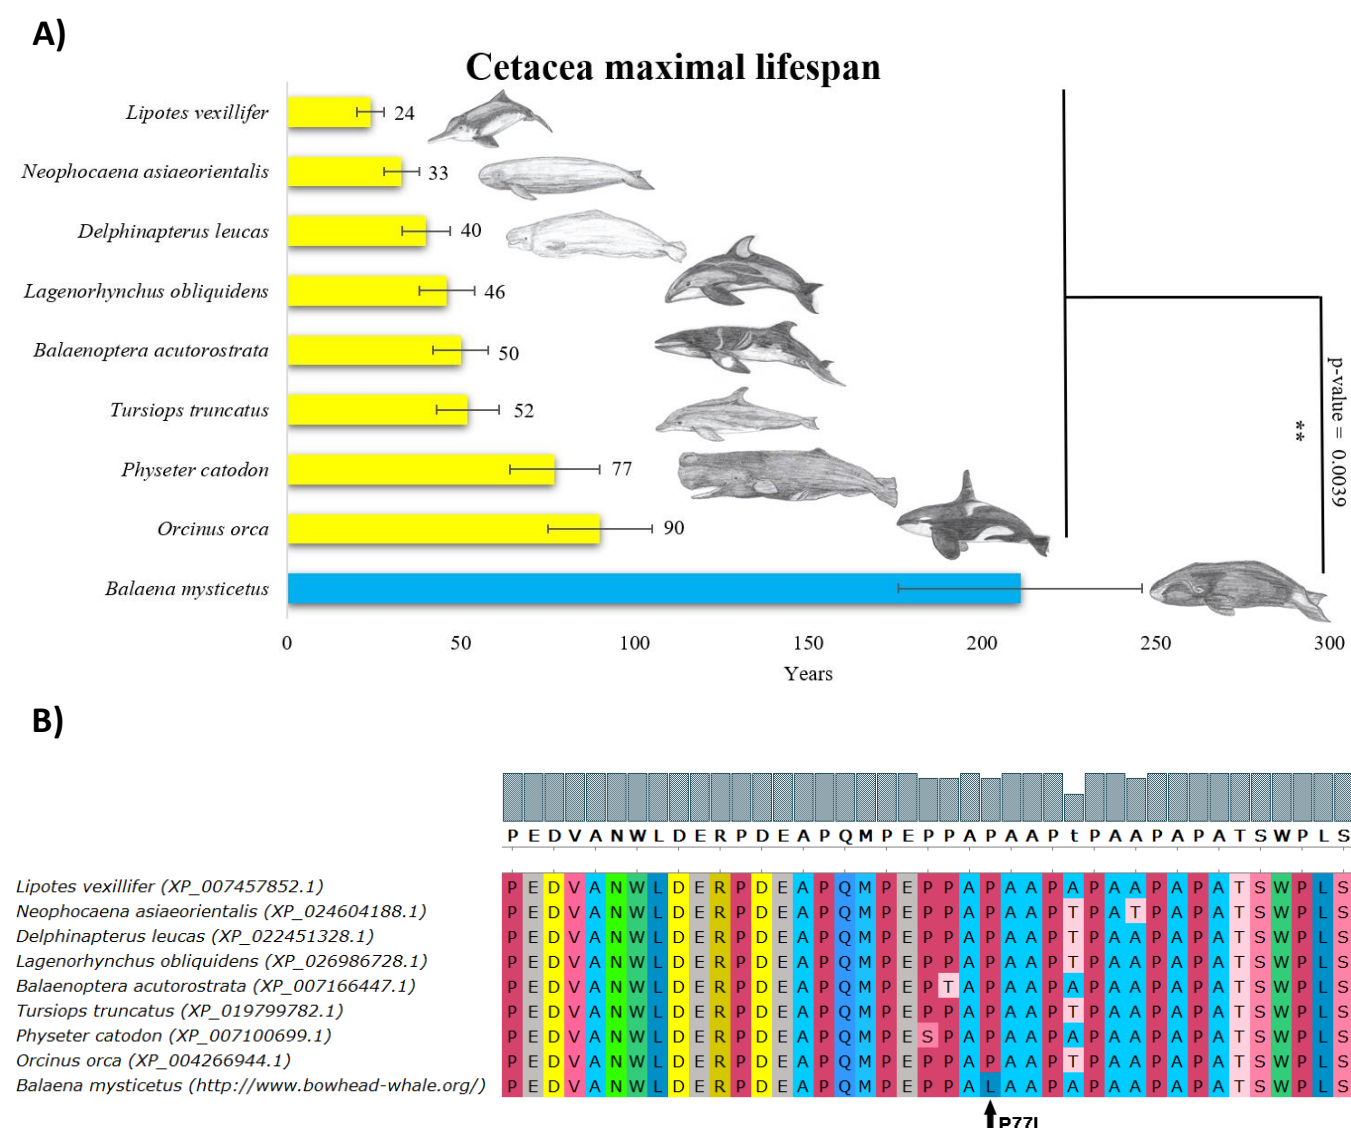 A)
Cetacea maximal lifespan
Lipotes vexillifer 24
Neophocaena asiaeorientalis 33
Delphinapterus leucas 40
Lagenorhynchus obliquidens 46
Balaenoptera acutorostrata 50
Tursiops truncatus 52
Physeter catodon 77
Orcinus orca 90
Balaena mysticetus
p-value = 0.0039
**
0 50 100 150 200 250 300
Years
B)
P E D V A N W L D E R P D E A P Q M P E P P A P A A P t P A A P A P A T S W P L S
Lipotes vexillifer (XP_007457852.1) P E D V A N W L D E R P D E A P Q M P E P P A P A A P A P A A P A P A T S W P L S
Neophocaena asiaeorientalis (XP_024604188.1) P E D V A N W L D E R P D E A P Q M P E P P A P A A P T P A T P A P A T S W P L S
Delphinapterus leucas (XP_022451328.1) P E D V A N W L D E R P D E A P Q M P E P P A P A A P T P A A P A P A T S W P L S
Lagenorhynchus obliquidens (XP_026986728.1) P E D V A N W L D E R P D E A P Q M P E P P A P A A P T P A A P A P A T S W P L S
Balaenoptera acutorostrata (XP_007166447.1) P E D V A N W L D E R P D E A P Q M P E P T A P A A P A P A A P A P A T S W P L S
Tursiops truncatus (XP_019799782.1) P E D V A N W L D E R P D E A P Q M P E P P A P A A P T P A A P A P A T S W P L S
Physeter catodon (XP_007100699.1) P E D V A N W L D E R P D E A P Q M P E S P A P A A P A P A A P A P A T S W P L S
Orcinus orca (XP_004266944.1) P E D V A N W L D E R P D E A P Q M P E P P A P A A P T P A A P A P A T S W P L S
Balaena mysticetus (http://www.bowhead-whale.org/) P E D V A N W L D E R P D E A P Q M P E P P A L A A P A P A A P A P A T S W P L S
P77L